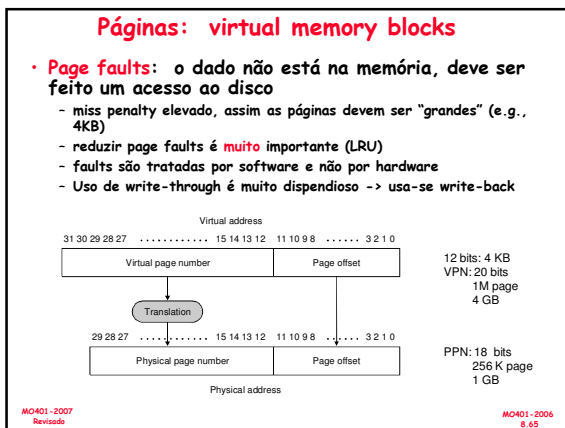 Páginas: virtual memory blocks
• Page faults: o dado não está na memória, deve ser
feito um acesso ao disco
– miss penalty elevado, assim as páginas devem ser “grandes” (e.g.,
4KB)
– reduzir page faults é muito importante (LRU)
– faults são tratadas por software e não por hardware
– Uso de write-through é muito dispendioso -> usa-se write-back
Virtual address
31 30 29 28 27 ............ 15 14 13 12 11 10 9 8 ...... 3 2 1 0
Virtual page number Page offset
12 bits: 4 KB
VPN: 20 bits
1M page
4 GB
Translation
29 28 27 ............ 15 14 13 12 11 10 9 8 ...... 3 2 1 0
Physical page number Page offset
PPN: 18 bits
256 K page
1 GB
Physical address
MO401-2007
Revisado
MO401-2006
8.65